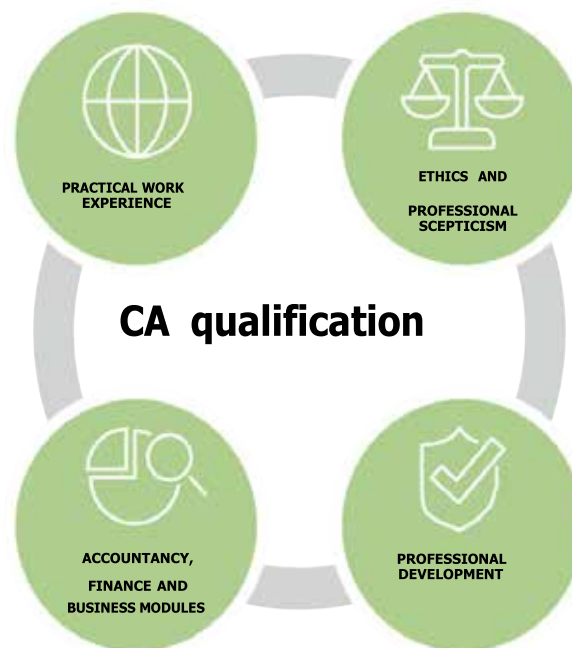 PRACTICAL WORK
EXPERIENCE
ETHICS AND
PROFESSIONAL
SCEPTICISM
CA qualification
ACCOUNTANCY,
FINANCE AND
BUSINESS MODULES
PROFESSIONAL
DEVELOPMENT